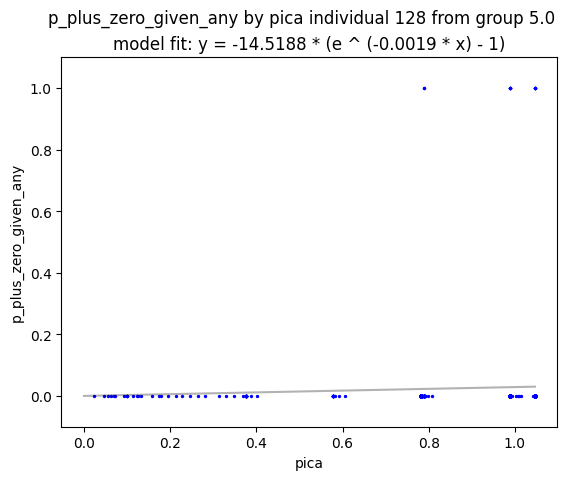 p_plus_zero_given_any by pica individual 128 from group 5.0
model fit: y = -14.5188 * (e ^ (-0.0019 * x) - 1)
p_plus_zero_given_any
1.0
0.8
0.6
0.4
0.2
0.0
0.0 0.2 0.4 0.6 0.8 1.0
pica